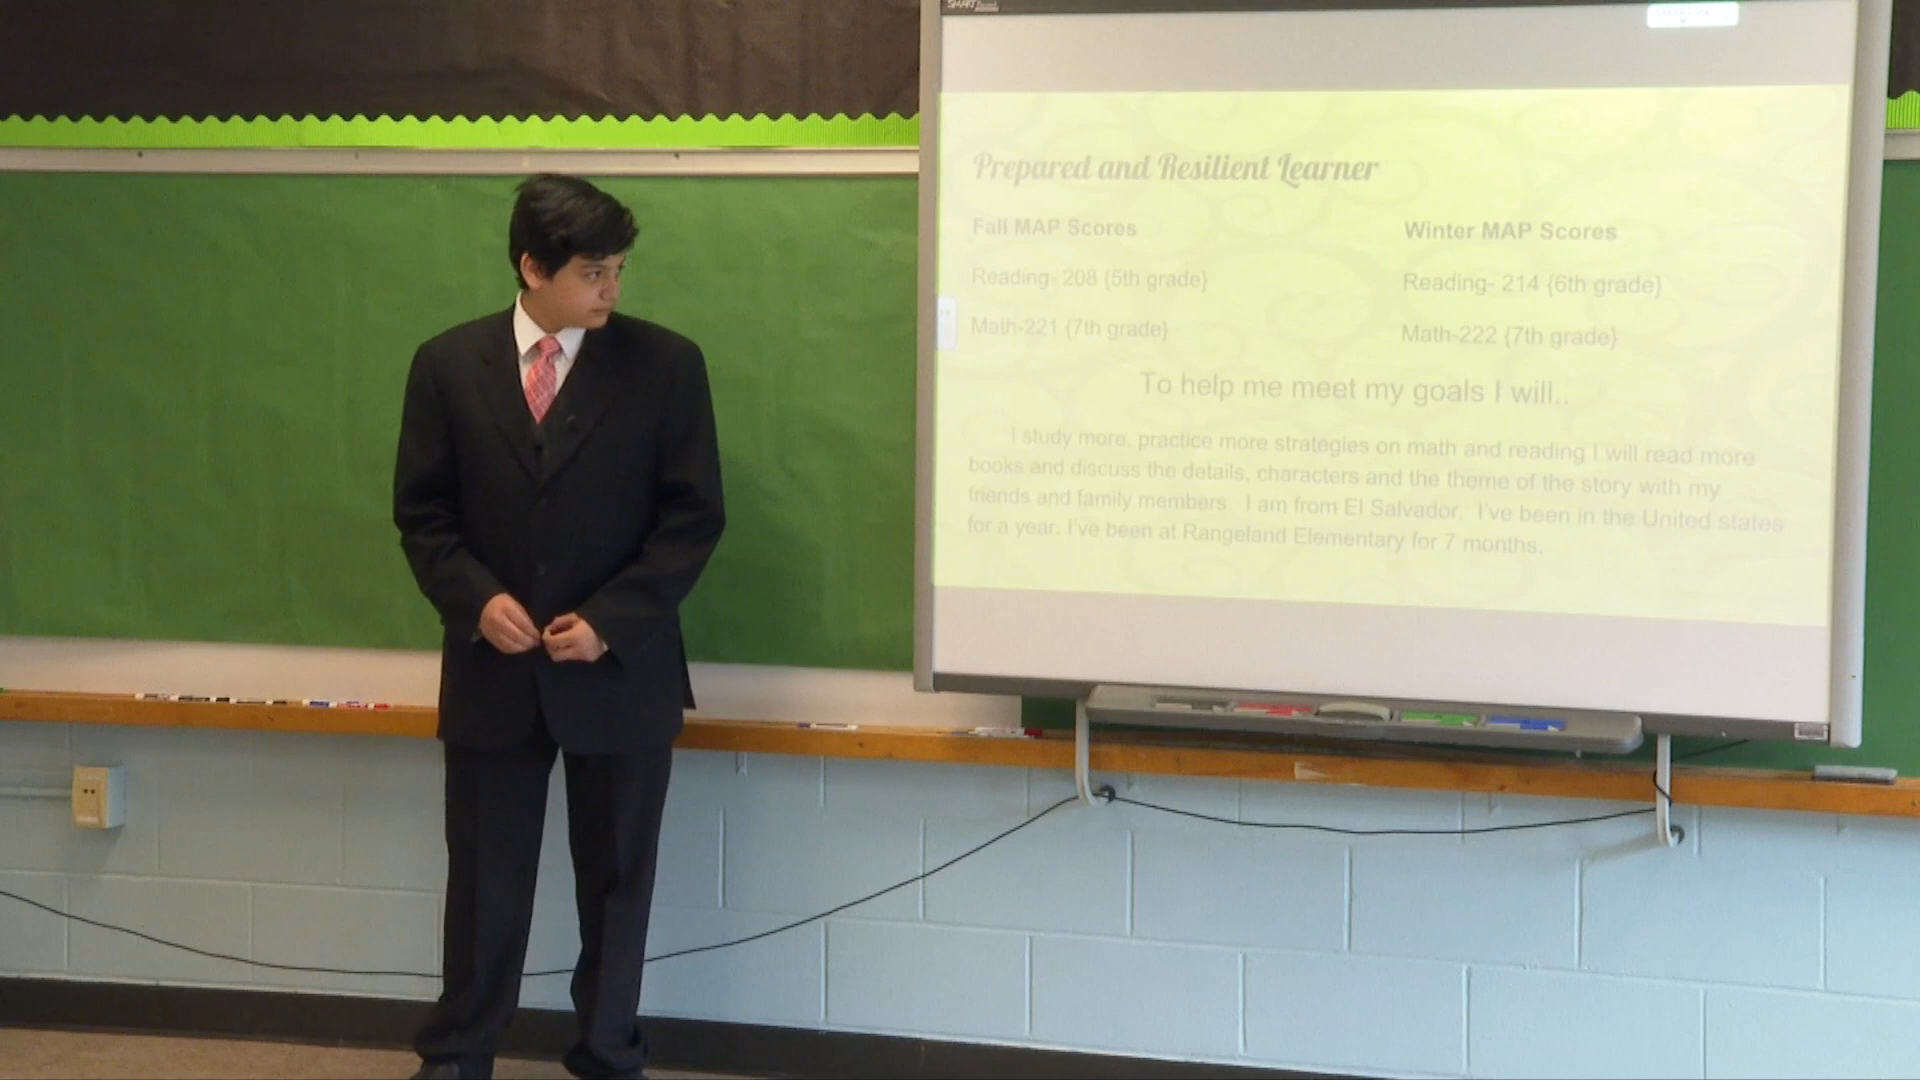 SMART Board
Prepared and Resilient Learner
Fall MAP Scores
Reading- 208 {5th grade}
Math-221 {7th grade}
Winter MAP Scores
Reading- 214 {6th grade}
Math-222 {7th grade}
To help me meet my goals I will..
I study more, practice more strategies on math and reading I will read more
books and discuss the details, characters and the theme of the story with my
friends and family members. I am from El Salvador. I've been in the United states
for a year. I've been at Rangeland Elementary for 7 months.